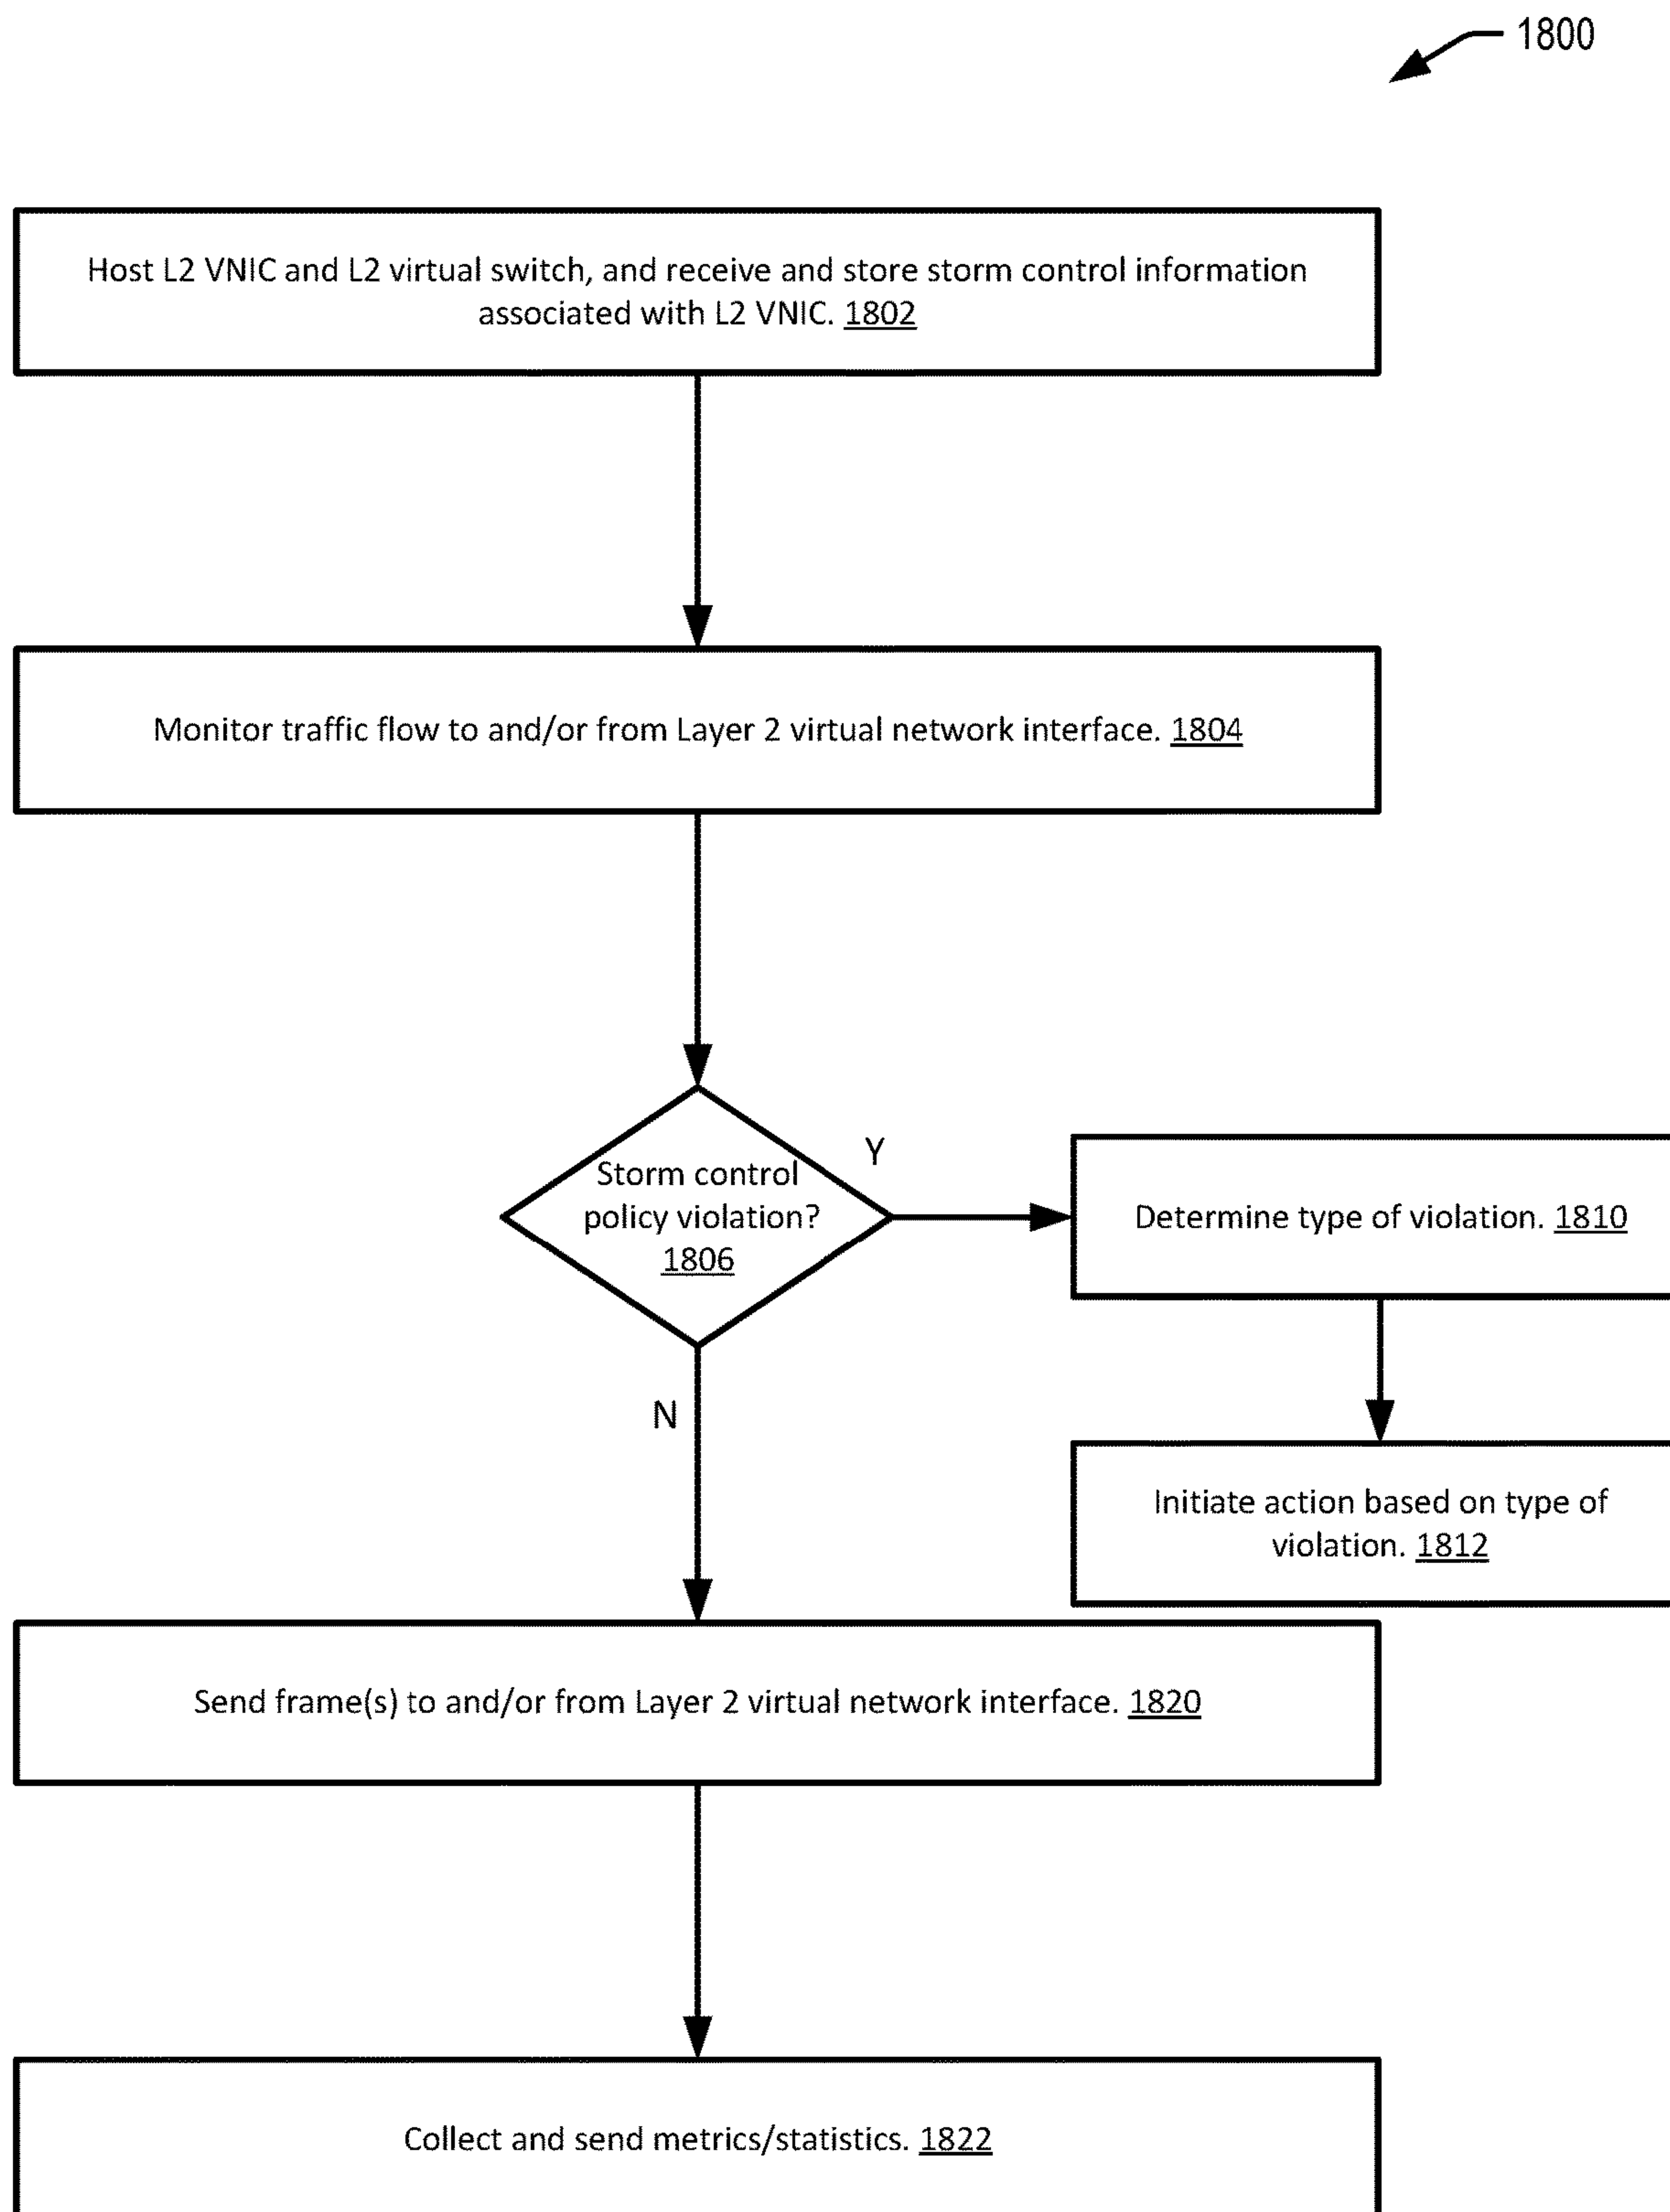 1800
Host L2 VNIC and L2 virtual switch, and receive and store storm control information
associated with L2 VNIC. 1802
Monitor traffic flow to and/or from Layer 2 virtual network interface. 1804
Storm control
policy violation?
1806
Y
Determine type of violation. 1810
N
Initiate action based on type of
violation. 1812
Send frame(s) to and/or from Layer 2 virtual network interface. 1820
Collect and send metrics/statistics. 1822